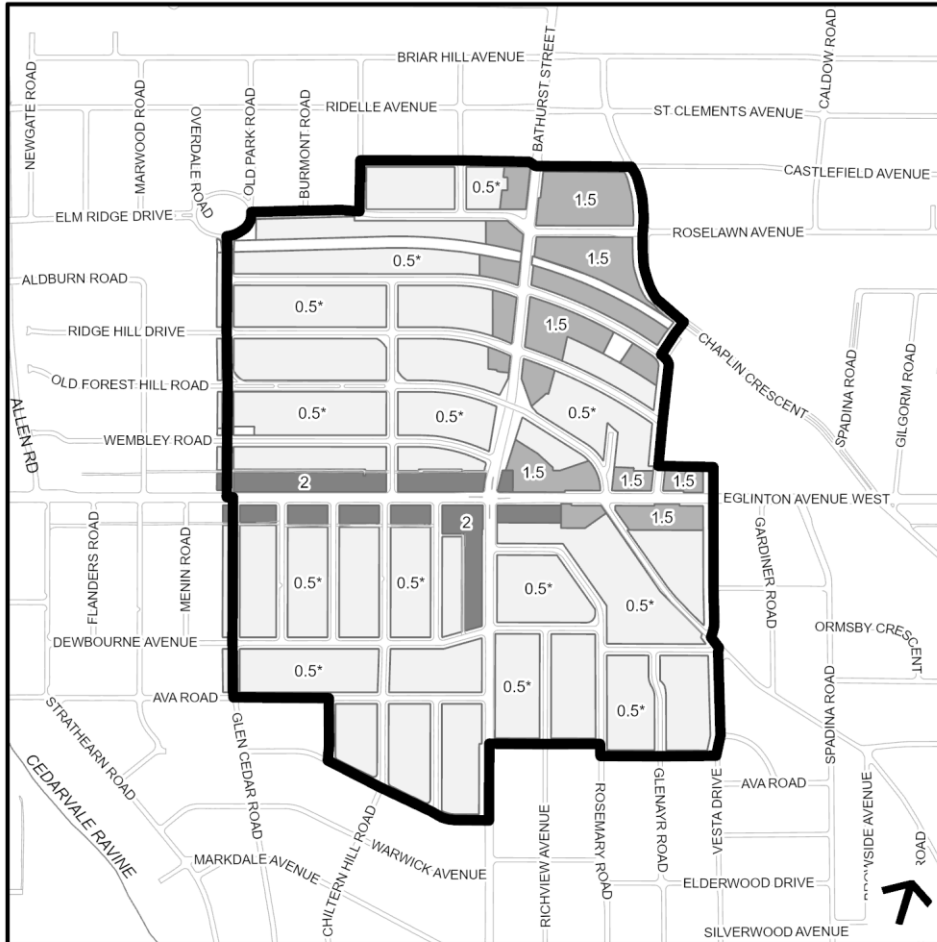 BRIAR HILL AVENUE
BATHURST STREET
CALDOW ROAD
NEWGATE ROAD
MARWOOD ROAD
OVERDALE ROAD
OLD PARK ROAD
BURMONT ROAD
RIDELLE AVENUE
ST CLEMENTS AVENUE
CASTLEFIELD AVENUE
0.5*
1.5
ELM RIDGE DRIVE
ROSELAWN AVENUE
0.5*
1.5
ALDBURN ROAD
0.5*
RIDGE HILL DRIVE
1.5
CHAPLIN CRESCENT
OLD FOREST HILL ROAD
SPADINA ROAD
GILGORM ROAD
ALLEN RD
0.5*
0.5*
0.5*
WEMBLEY ROAD
2
1.5
1.5
1.5
EGLINTON AVENUE WEST
FLANDERS ROAD
MENIN ROAD
2
1.5
GARDINER ROAD
0.5*
0.5*
0.5*
0.5*
ORMSBY CRESCENT
DEWBOURNE AVENUE
0.5*
0.5*
0.5*
AVA ROAD
STRATHEARN ROAD
GLEN CEDAR ROAD
SPADINA ROAD
CEDARVALE RAVINE
AVA ROAD
CHILTERN HILL ROAD
WARWICK AVENUE
MARKDALE AVENUE
RICHVIEW AVENUE
ROSEMARY ROAD
GLENAYR ROAD
VESTA DRIVE
ROAD
ELDERWOOD DRIVE
SILVERWOOD AVENUE